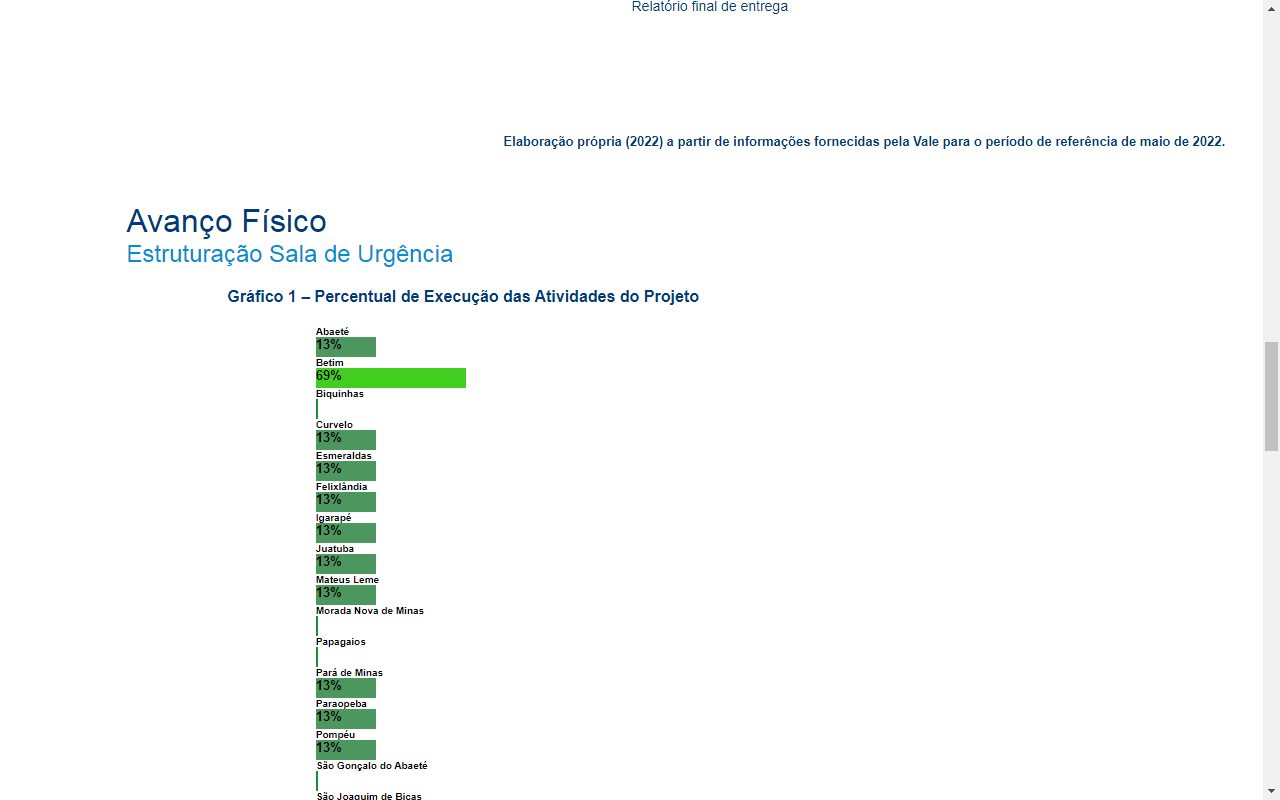 Relatório final de entrega
Elaboração própria (2022) a partir de informações fornecidas pela Vale para o período de referência de maio de 2022.
Avanço Físico
Estruturação Sala de Urgência
Gráfico 1 – Percentual de Execução das Atividades do Projeto
Abaeté
13%
Betim
69%
Biquinhas
Curvelo
13%
Esmeraldas
13%
Felixlândia
13%
Igarapé
13%
Juatuba
13%
Mateus Leme
13%
Morada Nova de Minas
Papagaios
Pará de Minas
13%
Paraopeba
13%
Pompéu
13%
São Gonçalo do Abaeté
São Joaquim de Bicas